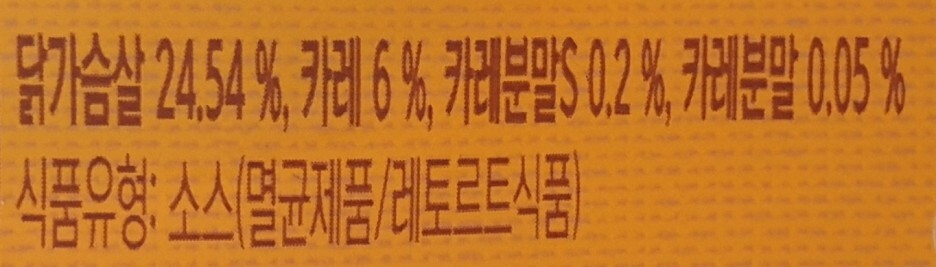 닭가슴살 24.54 %, 카레 6 %, 카레분말S 0.2 %, 카레분말 0.05 %
식품유형: 소스(멸균제품/레토르트식품)